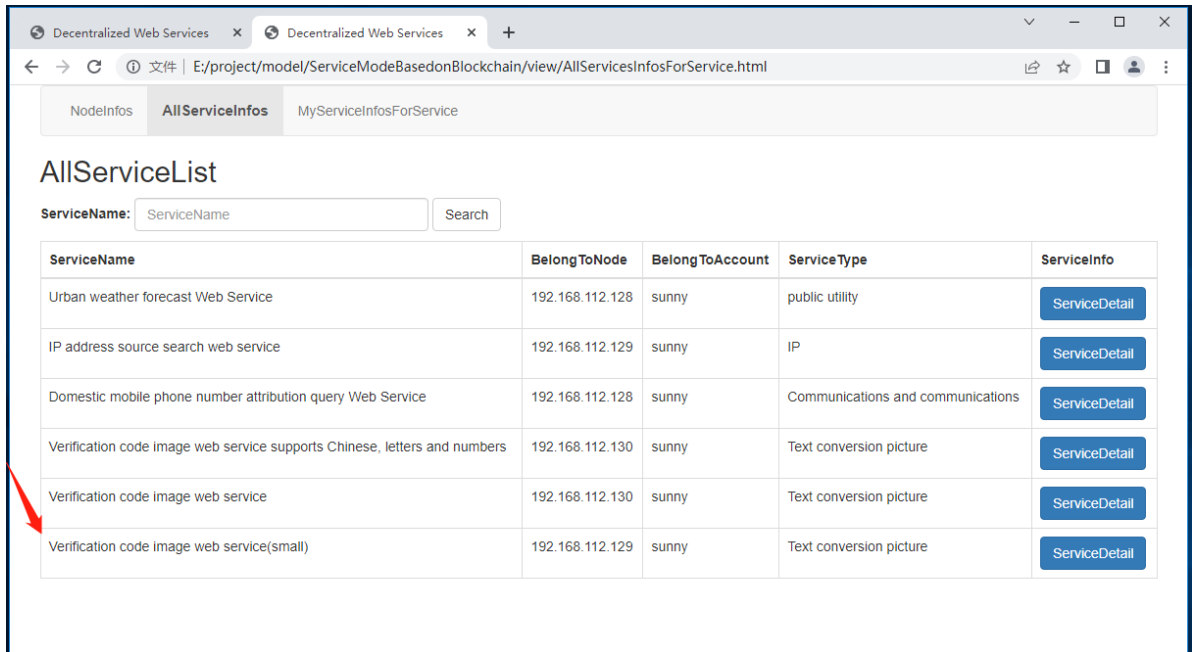 Decentralized Web Services Decentralized Web Services
文件 E:/project/model/ServiceModeBasedonBlockchain/view/AllServicesInfosForService.html
NodeInfos AllServiceInfos MyServiceInfosForService
AllServiceList
ServiceName: ServiceName Search
ServiceName BelongToNode BelongToAccount ServiceType ServiceInfo
Urban weather forecast Web Service 192.168.112.128 sunny public utility ServiceDetail
IP address source search web service 192.168.112.129 sunny IP ServiceDetail
Domestic mobile phone number attribution query Web Service 192.168.112.128 sunny Communications and communications ServiceDetail
Verification code image web service supports Chinese, letters and numbers 192.168.112.130 sunny Text conversion picture ServiceDetail
Verification code image web service 192.168.112.130 sunny Text conversion picture ServiceDetail
Verification code image web service(small) 192.168.112.129 sunny Text conversion picture ServiceDetail